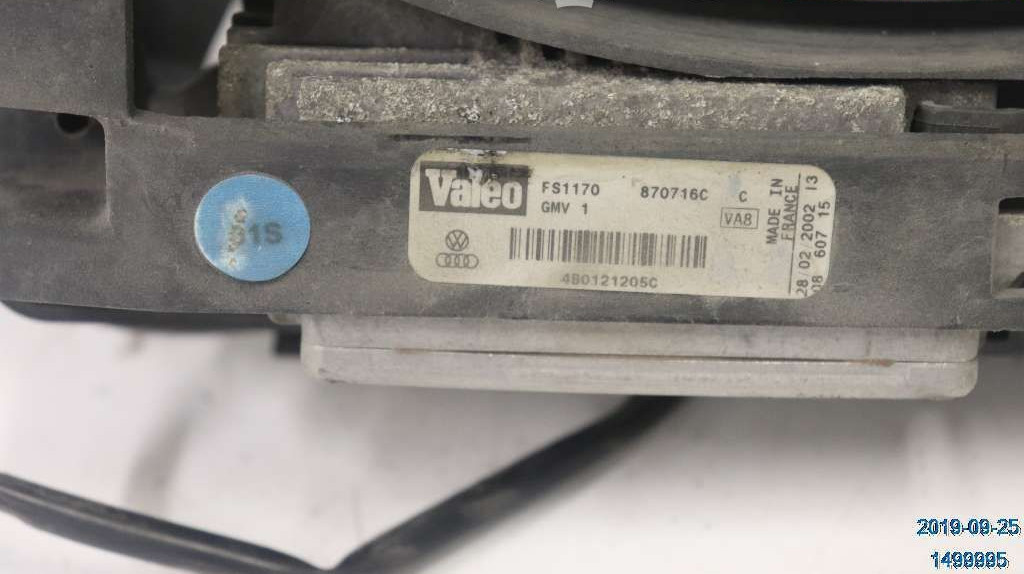 Valeo
FS1170 870716C C
GMV 1 VA8
4B0121205C
MADE IN
FRANCE
28/02/2002 13
08 607 15
2019-09-25